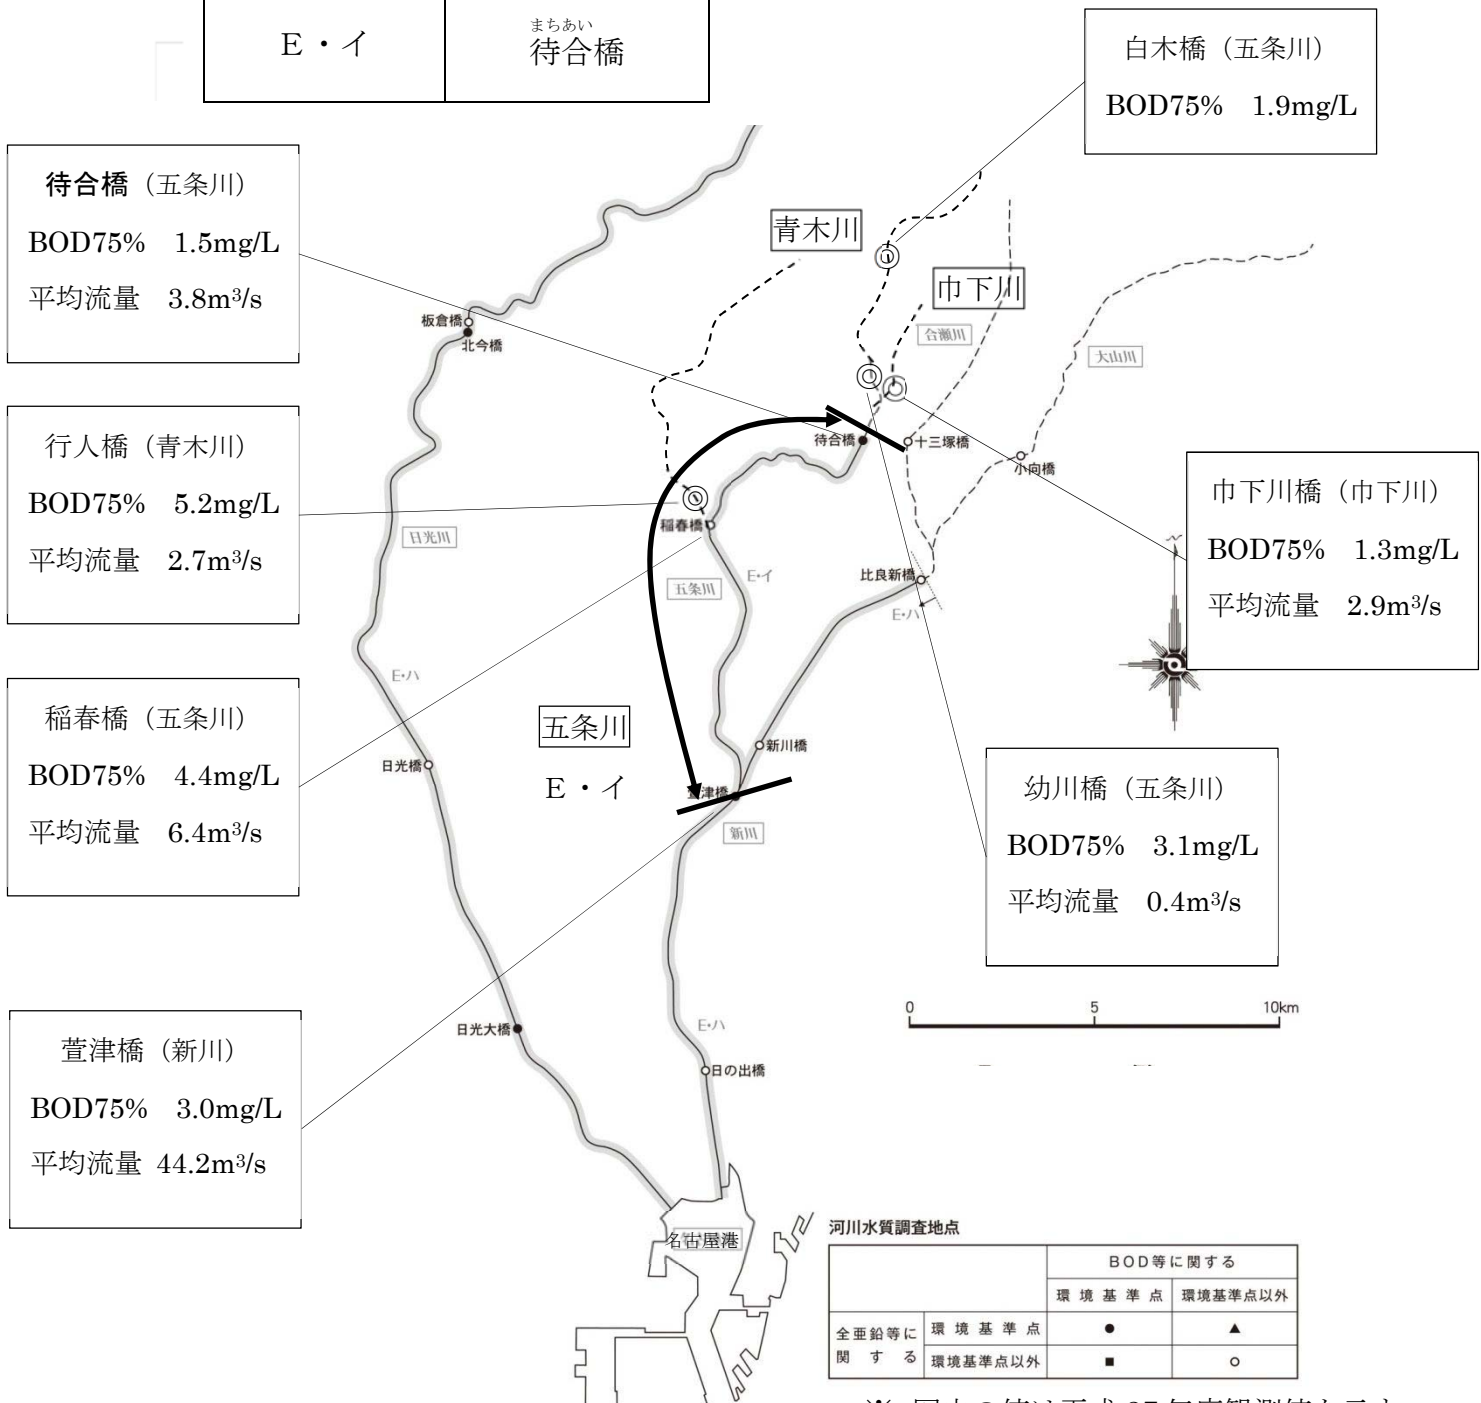 E・イ
まちあい
待合橋
白木橋（五条川）
BOD75% 1.9mg/L
待合橋（五条川）
BOD75% 1.5mg/L
平均流量 3.8m³/s
青木川
巾下川
合瀬川
大山川
板倉橋
北今橋
行人橋（青木川）
BOD75% 5.2mg/L
平均流量 2.7m³/s
待合橋
十三塚橋
小向橋
巾下川橋（巾下川）
BOD75% 1.3mg/L
平均流量 2.9m³/s
日光川
稲春橋
五条川
E・イ
比良新橋
E・ハ
E・ハ
稲春橋（五条川）
BOD75% 4.4mg/L
平均流量 6.4m³/s
五条川
E・イ
日光橋
新川橋
萱津橋
新川
幼川橋（五条川）
BOD75% 3.1mg/L
平均流量 0.4m³/s
萱津橋（新川）
BOD75% 3.0mg/L
平均流量 44.2m³/s
0 5 10km
日光大橋
E・ハ
日の出橋
名古屋港
河川水質調査地点
BOD等に関する
環境基準点 環境基準点以外
全亜鉛等に関する
環境基準点 ● ▲
環境基準点以外 ■ ○